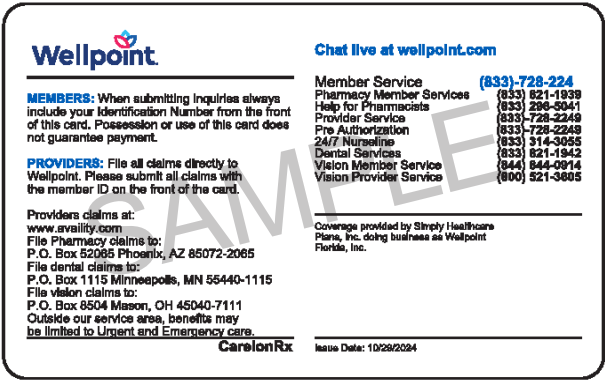 Wellpoint
MEMBERS: When submitting inquiries always
include your Identification Number from the front
of this card. Possession or use of this card does
not guarantee payment.
PROVIDERS: File all claims directly to
Wellpoint. Please submit all claims with
the member ID on the front of the card.
Providers claims at:
www.availity.com
File Pharmacy claims to:
P.O. Box 52065 Phoenix, AZ 85072-2065
File dental claims to:
P.O. Box 1115 Minneapolis, MN 55440-1115
File vision claims to:
P.O. Box 8504 Mason, OH 45040-7111
Outside our service area, benefits may
be limited to Urgent and Emergency care.
CarelonRx
Chat live at wellpoint.com
Member Service (833)-728-224
Pharmacy Member Services (833) 821-1939
Help for Pharmacists (833) 296-5041
Provider Service (833)-728-2249
Pre Authorization (833)-728-2249
24/7 Nurseline (833) 314-3055
Dental Services (833) 821-1942
Vision Member Service (844) 844-0914
Vision Provider Service (800) 521-3605
Coverage provided by Simply Healthcare
Plans, Inc. doing business as Wellpoint
Florida, Inc.
Issue Date: 10/29/2024
SAMPLE